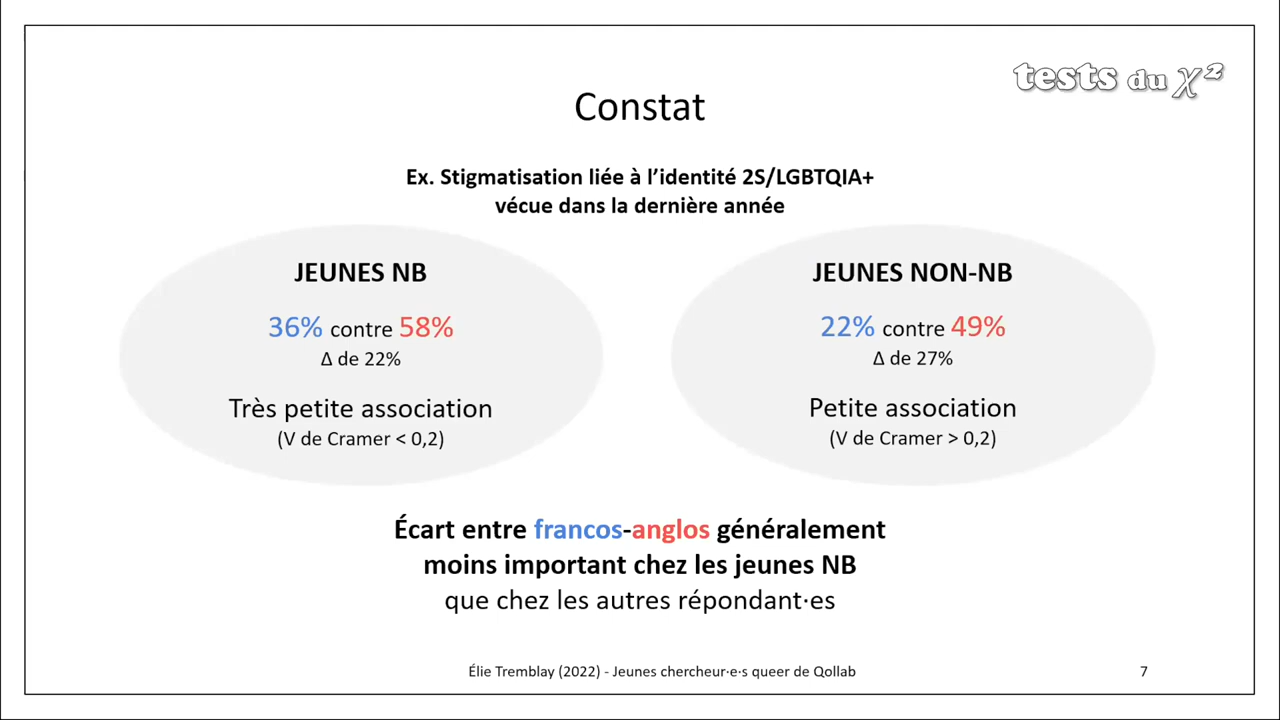 tests du χ²
Constat
Ex. Stigmatisation liée à l’identité 2S/LGBTQIA+
vécue dans la dernière année
JEUNES NB
36% contre 58%
Δ de 22%
Très petite association
(V de Cramer < 0,2)
JEUNES NON-NB
22% contre 49%
Δ de 27%
Petite association
(V de Cramer > 0,2)
Écart entre francos-anglos généralement
moins important chez les jeunes NB
que chez les autres répondant·es
Élie Tremblay (2022) - Jeunes chercheur·e·s queer de Qollab
7